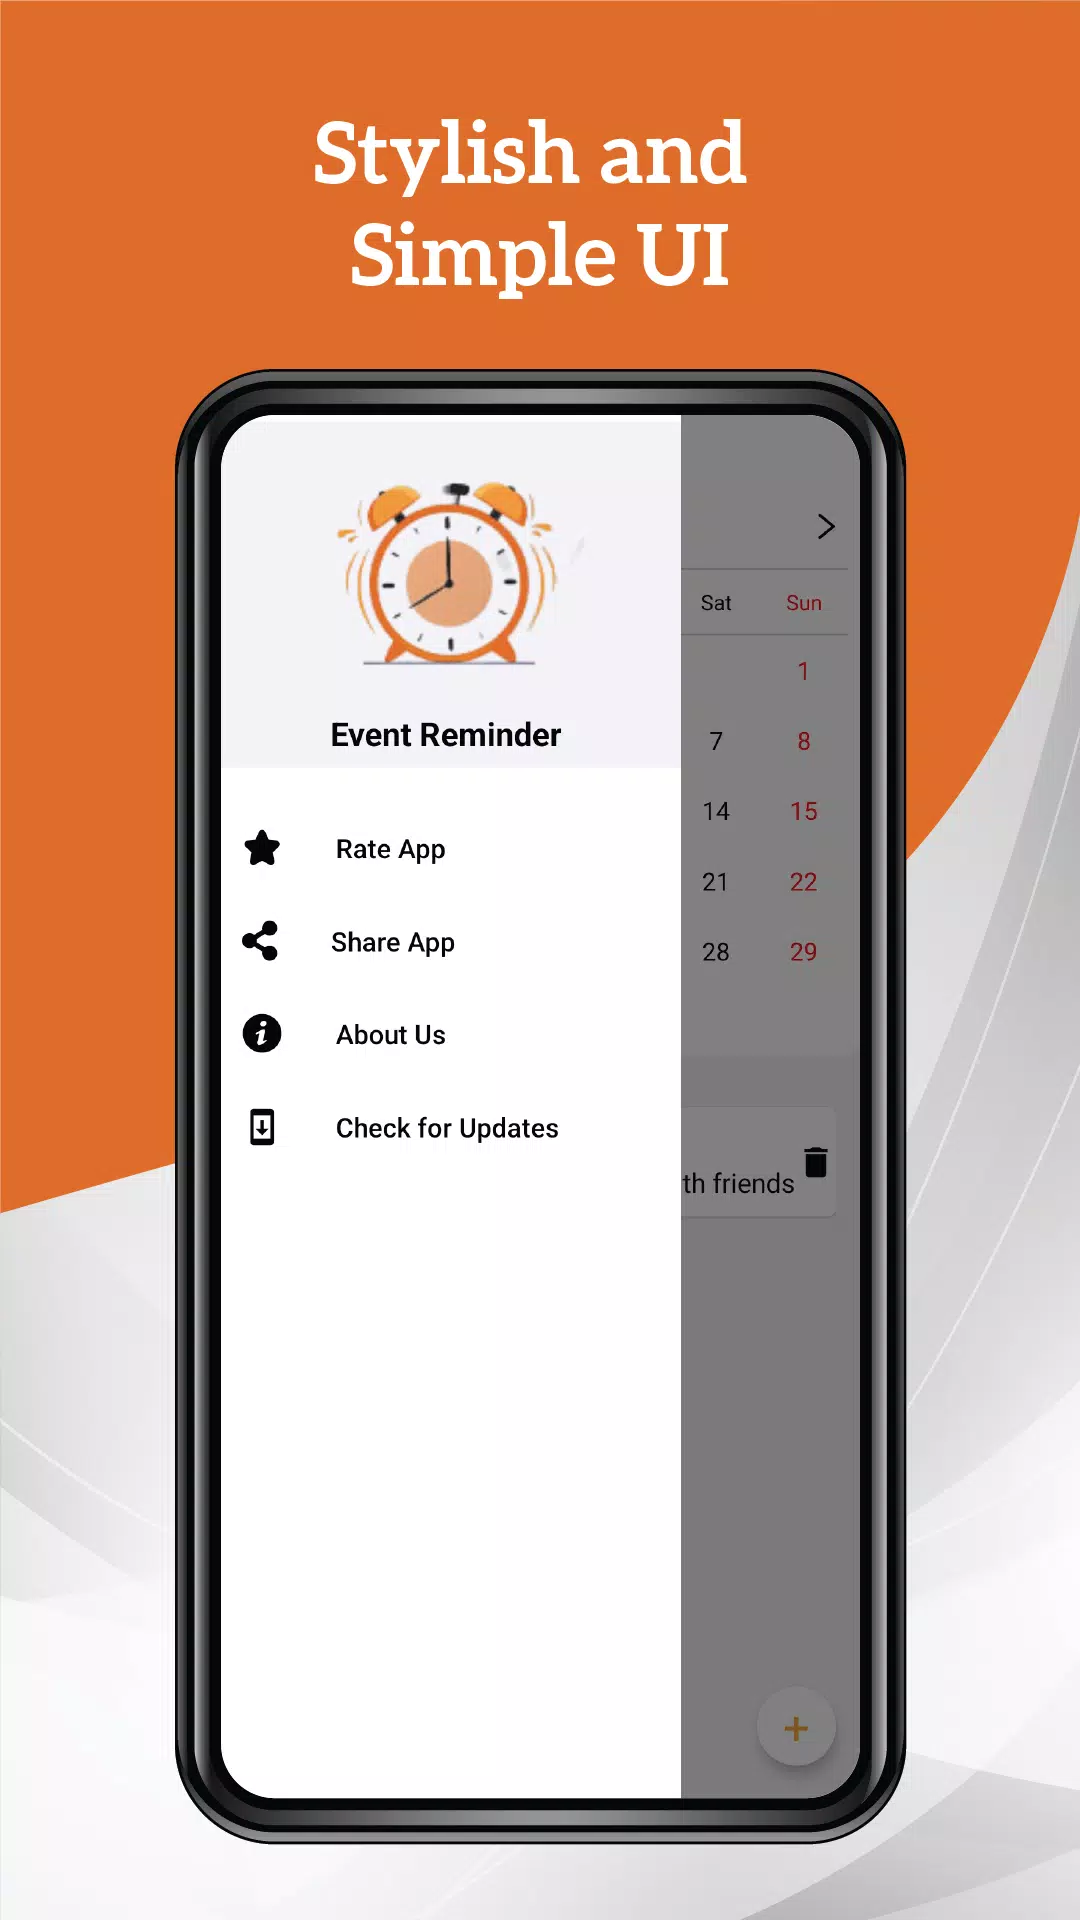 Stylish and
Simple UI
Event Reminder
Rate App
Share App
About Us
Check for Updates
Sat Sun
1
7 8
14 15
21 22
28 29
th friends